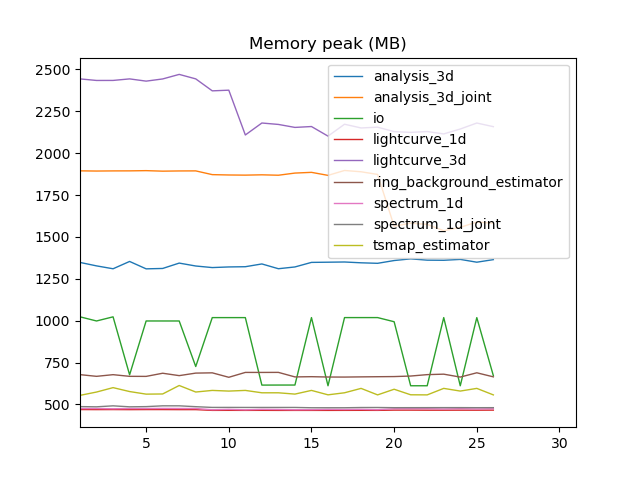 Memory peak (MB)
2500
2250
2000
1750
1500
1250
1000
750
500
analysis_3d
analysis_3d_joint
io
lightcurve_1d
lightcurve_3d
ring_background_estimator
spectrum_1d
spectrum_1d_joint
tsmap_estimator
5
10
15
20
25
30